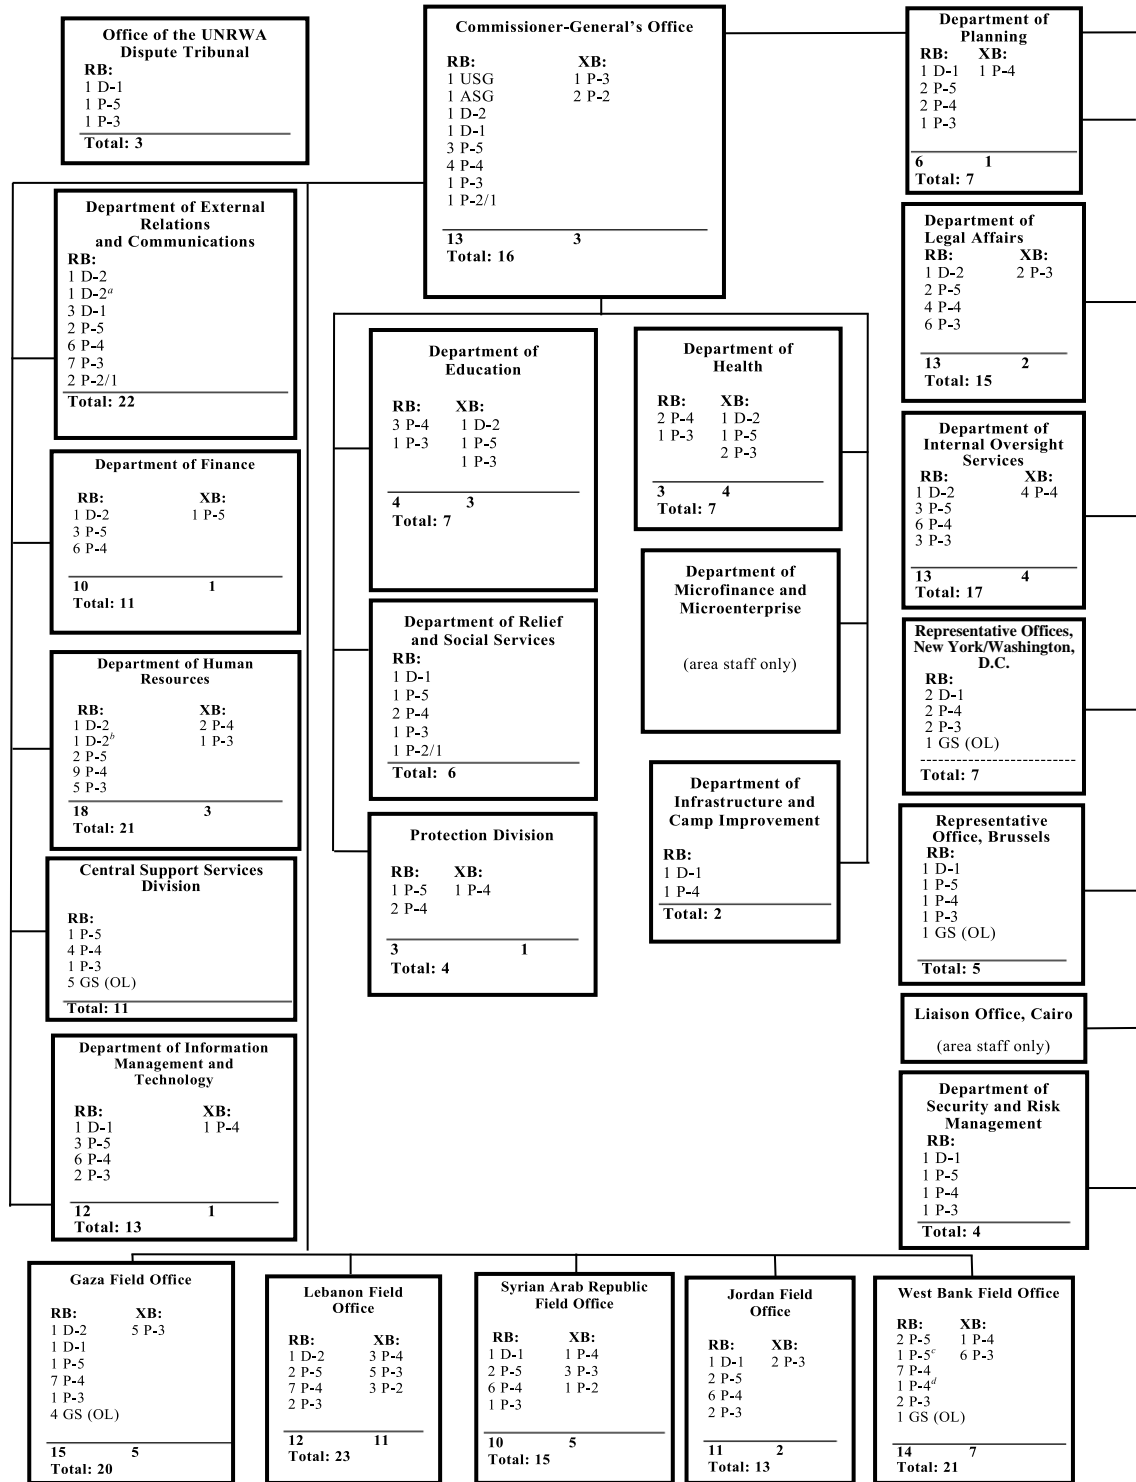 Office of the UNRWA
Dispute Tribunal
RB:
1 D-1
1 P-5
1 P-3
Total: 3
Commissioner-General’s Office
RB: XB:
1 USG 1 P-3
1 ASG 2 P-2
1 D-2
1 D-1
3 P-5
4 P-4
1 P-3
1 P-2/1
13 3
Total: 16
Department of
Planning
RB: XB:
1 D-1 1 P-4
2 P-5
2 P-4
1 P-3
6 1
Total: 7
Department of External
Relations
and Communications
RB:
1 D-2
1 D-2a
3 D-1
2 P-5
6 P-4
7 P-3
2 P-2/1
Total: 22
Department of Finance
RB: XB:
1 D-2 1 P-5
3 P-5
6 P-4
10 1
Total: 11
Department of Human
Resources
RB: XB:
1 D-2 2 P-4
1 D-2b 1 P-3
2 P-5
9 P-4
5 P-3
18 3
Total: 21
Central Support Services
Division
RB:
1 P-5
4 P-4
1 P-3
5 GS (OL)
Total: 11
Department of Information
Management and
Technology
RB: XB:
1 D-1 1 P-4
3 P-5
6 P-4
2 P-3
12 1
Total: 13
Department of
Education
RB: XB:
3 P-4 1 D-2
1 P-3 1 P-5
1 P-3
4 3
Total: 7
Department of Relief
and Social Services
RB:
1 D-1
1 P-5
2 P-4
1 P-3
1 P-2/1
Total: 6
Protection Division
RB: XB:
1 P-5 1 P-4
2 P-4
3 1
Total: 4
Department of
Health
RB: XB:
2 P-4 1 D-2
1 P-3 1 P-5
2 P-3
3 4
Total: 7
Department of
Microfinance and
Microenterprise
(area staff only)
Department of
Infrastructure and
Camp Improvement
RB:
1 D-1
1 P-4
Total: 2
Department of
Legal Affairs
RB: XB:
1 D-2 2 P-3
2 P-5
4 P-4
6 P-3
13 2
Total: 15
Department of
Internal Oversight
Services
RB: XB:
1 D-2 4 P-4
3 P-5
6 P-4
3 P-3
13 4
Total: 17
Representative Offices,
New York/Washington,
D.C.
RB:
2 D-1
2 P-4
2 P-3
1 GS (OL)
Total: 7
Representative
Office, Brussels
RB:
1 D-1
1 P-5
1 P-4
1 P-3
1 GS (OL)
Total: 5
Liaison Office, Cairo
(area staff only)
Department of
Security and Risk
Management
RB:
1 D-1
1 P-5
1 P-4
1 P-3
Total: 4
Gaza Field Office
RB: XB:
1 D-2 5 P-3
1 D-1
1 P-5
7 P-4
1 P-3
4 GS (OL)
15 5
Total: 20
Lebanon Field
Office
RB: XB:
1 D-2 3 P-4
2 P-5 5 P-3
7 P-4 3 P-2
2 P-3
12 11
Total: 23
Syrian Arab Republic
Field Office
RB: XB:
1 D-1 1 P-4
2 P-5 3 P-3
6 P-4 1 P-2
1 P-3
10 5
Total: 15
Jordan Field
Office
RB: XB:
1 D-1 2 P-3
2 P-5
6 P-4
2 P-3
11 2
Total: 13
West Bank Field Office
RB: XB:
2 P-5 1 P-4
1 P-5c 6 P-3
7 P-4
1 P-4d
2 P-3
1 GS (OL)
14 7
Total: 21